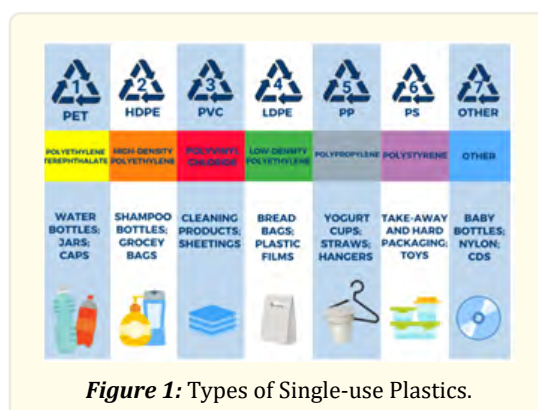 1 2 3 4 5 6 7
PET HDPE PVC LDPE PP PS OTHER
POLYETHYLENE TEREPHTHALATE
HIGH-DENSITY POLYETHYLENE
POLYVINYL CHLORIDE
LOW-DENSITY POLYETHYLENE
POLYPROPYLENE
POLYSTYRENE
OTHER
WATER
BOTTLES;
JARS;
CAPS
SHAMPOO
BOTTLES;
GROCEY
BAGS
CLEANING
PRODUCTS;
SHEETINGS
BREAD
BAGS;
PLASTIC
FILMS
YOGURT
CUPS;
STRAWS;
HANGERS
TAKE-AWAY
AND HARD
PACKAGING;
TOYS
BABY
BOTTLES;
NYLON;
CDS
Figure 1: Types of Single-use Plastics.